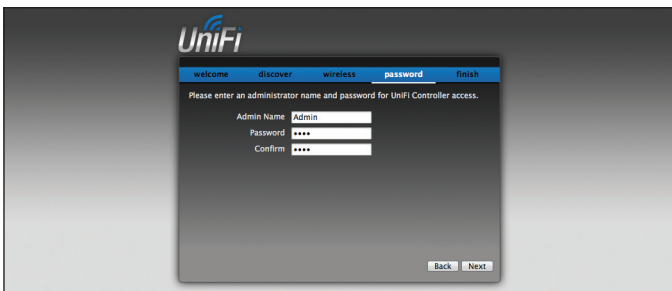 UniFi
welcome discover wireless password finish
Please enter an administrator name and password for UniFi Controller access.
Admin Name Admin
Password ••••
Confirm ••••
Back Next